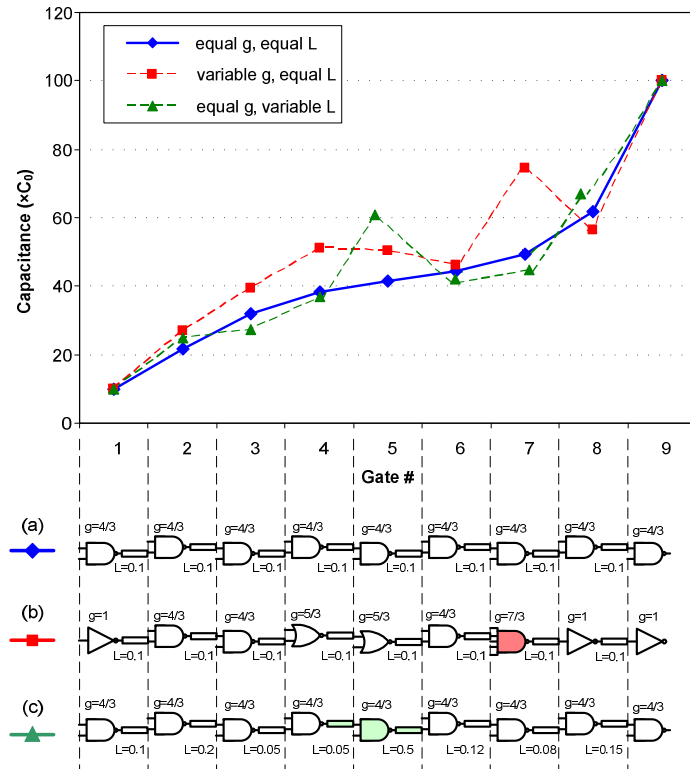 120
100
80
60
40
20
0
Capacitance (×C₀)
equal g, equal L
variable g, equal L
equal g, variable L
1 2 3 4 5 6 7 8 9
Gate #
(a)
g=4/3 g=4/3 g=4/3 g=4/3 g=4/3 g=4/3 g=4/3 g=4/3 g=4/3
L=0.1 L=0.1 L=0.1 L=0.1 L=0.1 L=0.1 L=0.1 L=0.1
(b)
g=1 g=4/3 g=4/3 g=5/3 g=5/3 g=4/3 g=7/3 g=1 g=1
L=0.1 L=0.1 L=0.1 L=0.1 L=0.1 L=0.1 L=0.1 L=0.1
(c)
g=4/3 g=4/3 g=4/3 g=4/3 g=4/3 g=4/3 g=4/3 g=4/3 g=4/3
L=0.1 L=0.2 L=0.05 L=0.05 L=0.5 L=0.12 L=0.08 L=0.15